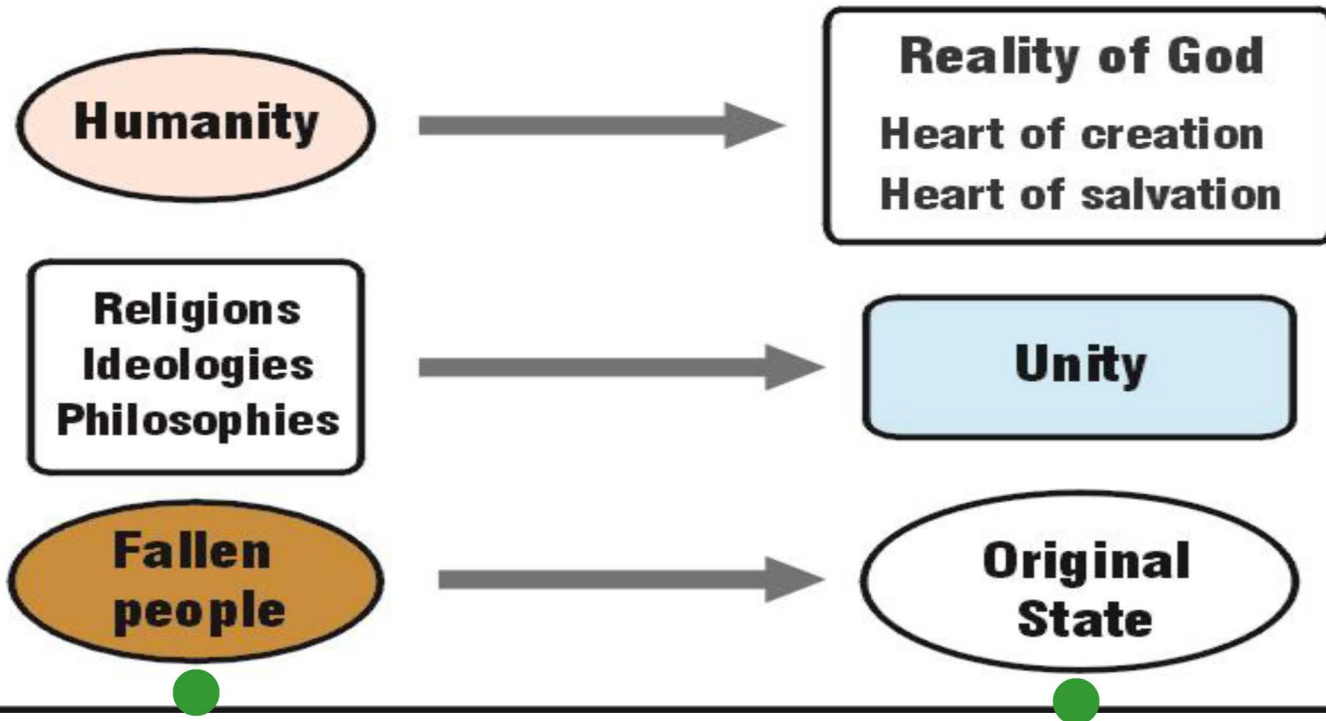 Humanity
Reality of God
Heart of creation
Heart of salvation
Religions
Ideologies
Philosophies
Unity
Fallen
people
Original
State